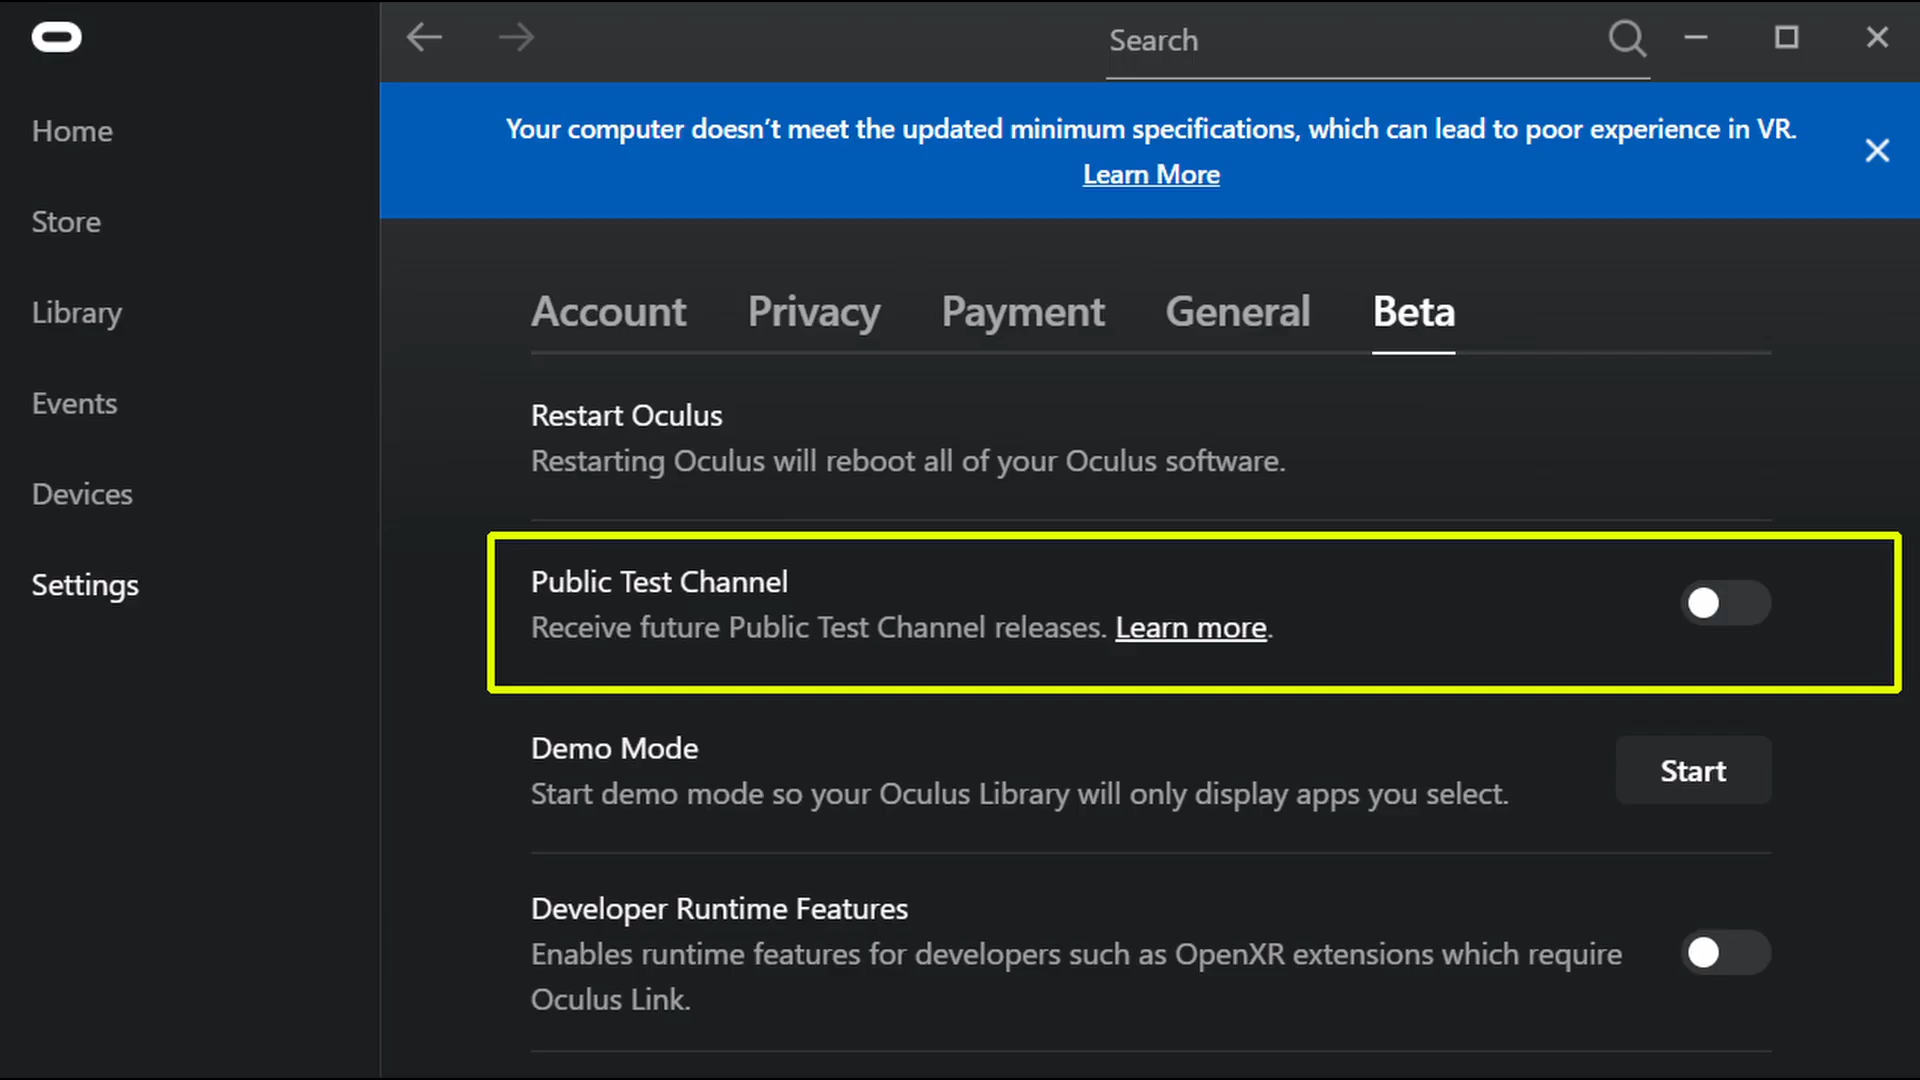 Search
Home
Store
Library
Events
Devices
Settings
Your computer doesn’t meet the updated minimum specifications, which can lead to poor experience in VR.
Learn More
Account Privacy Payment General Beta
Restart Oculus
Restarting Oculus will reboot all of your Oculus software.
Public Test Channel
Receive future Public Test Channel releases. Learn more.
Demo Mode
Start demo mode so your Oculus Library will only display apps you select.
Start
Developer Runtime Features
Enables runtime features for developers such as OpenXR extensions which require
Oculus Link.